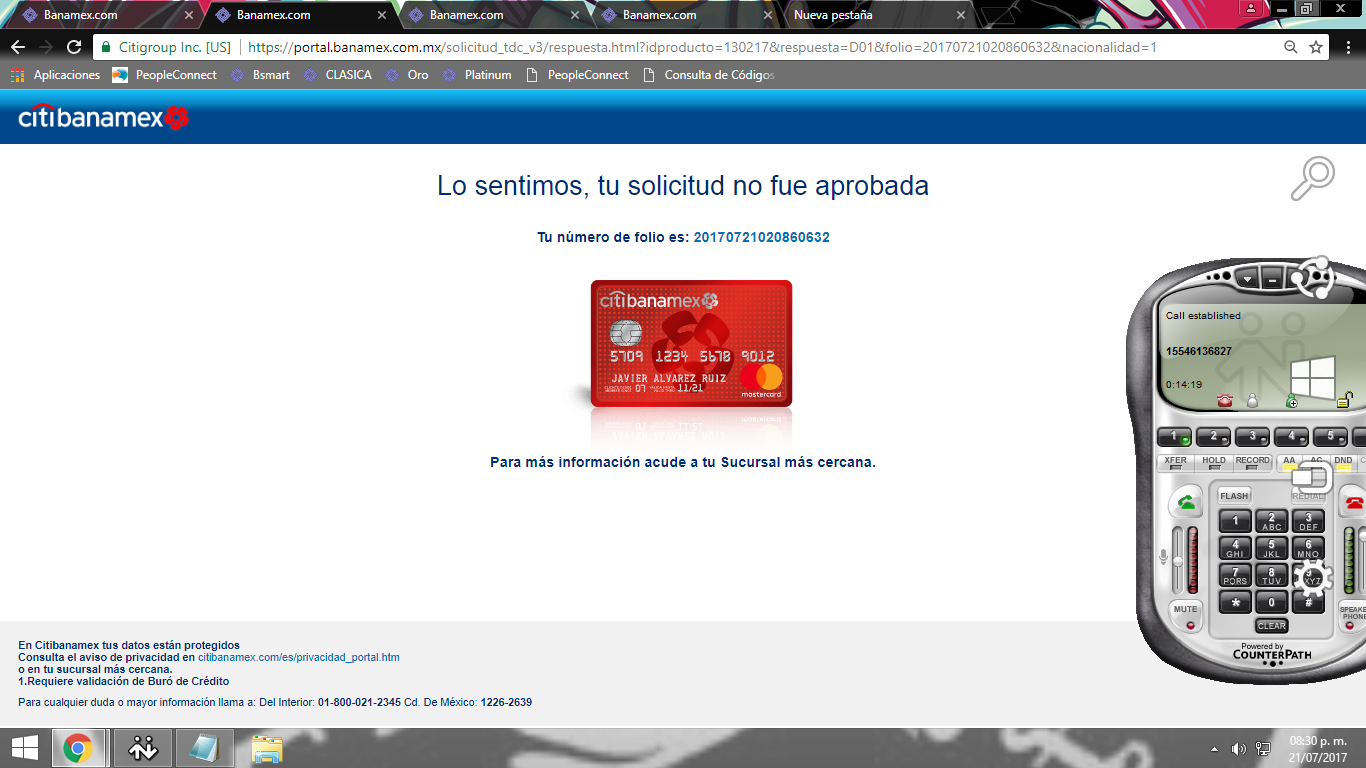 Banamex.com
Banamex.com
Banamex.com
Banamex.com
Nueva pestaña
Citigroup Inc. [US]
https://portal.banamex.com.mx/solicitud_tdc_v3/respuesta.html?idproducto=130217&respuesta=D01&folio=20170721020860632&nacionalidad=1
Aplicaciones PeopleConnect Bsmart CLASICA Oro Platinum PeopleConnect Consulta de Códigos
citibanamex
Lo sentimos, tu solicitud no fue aprobada
Tu número de folio es: 20170721020860632
citibanamex
5709 1234 5678 9012
07 11/21
JAVIER ALVAREZ RUIZ
mastercard
Para más información acude a tu Sucursal más cercana.
Call established
15546136827
0:14:19
1 2 3 4 5
XFER HOLD RECORD AA AC DND
FLASH REDIAL
1 2 ABC 3 DEF
4 GHI 5 JKL 6 MNO
7 PQRS 8 TUV 9 XYZ
* 0 #
MUTE
CLEAR
SPEAKE
PHONE
Powered by
COUNTERPATH
En Citibanamex tus datos están protegidos
Consulta el aviso de privacidad en citibanamex.com/es/privacidad_portal.htm
o en tu sucursal más cercana.
1.Requiere validación de Buró de Crédito
Para cualquier duda o mayor información llama a: Del Interior: 01-800-021-2345 Cd. De México: 1226-2639
08:30 p. m.
21/07/2017